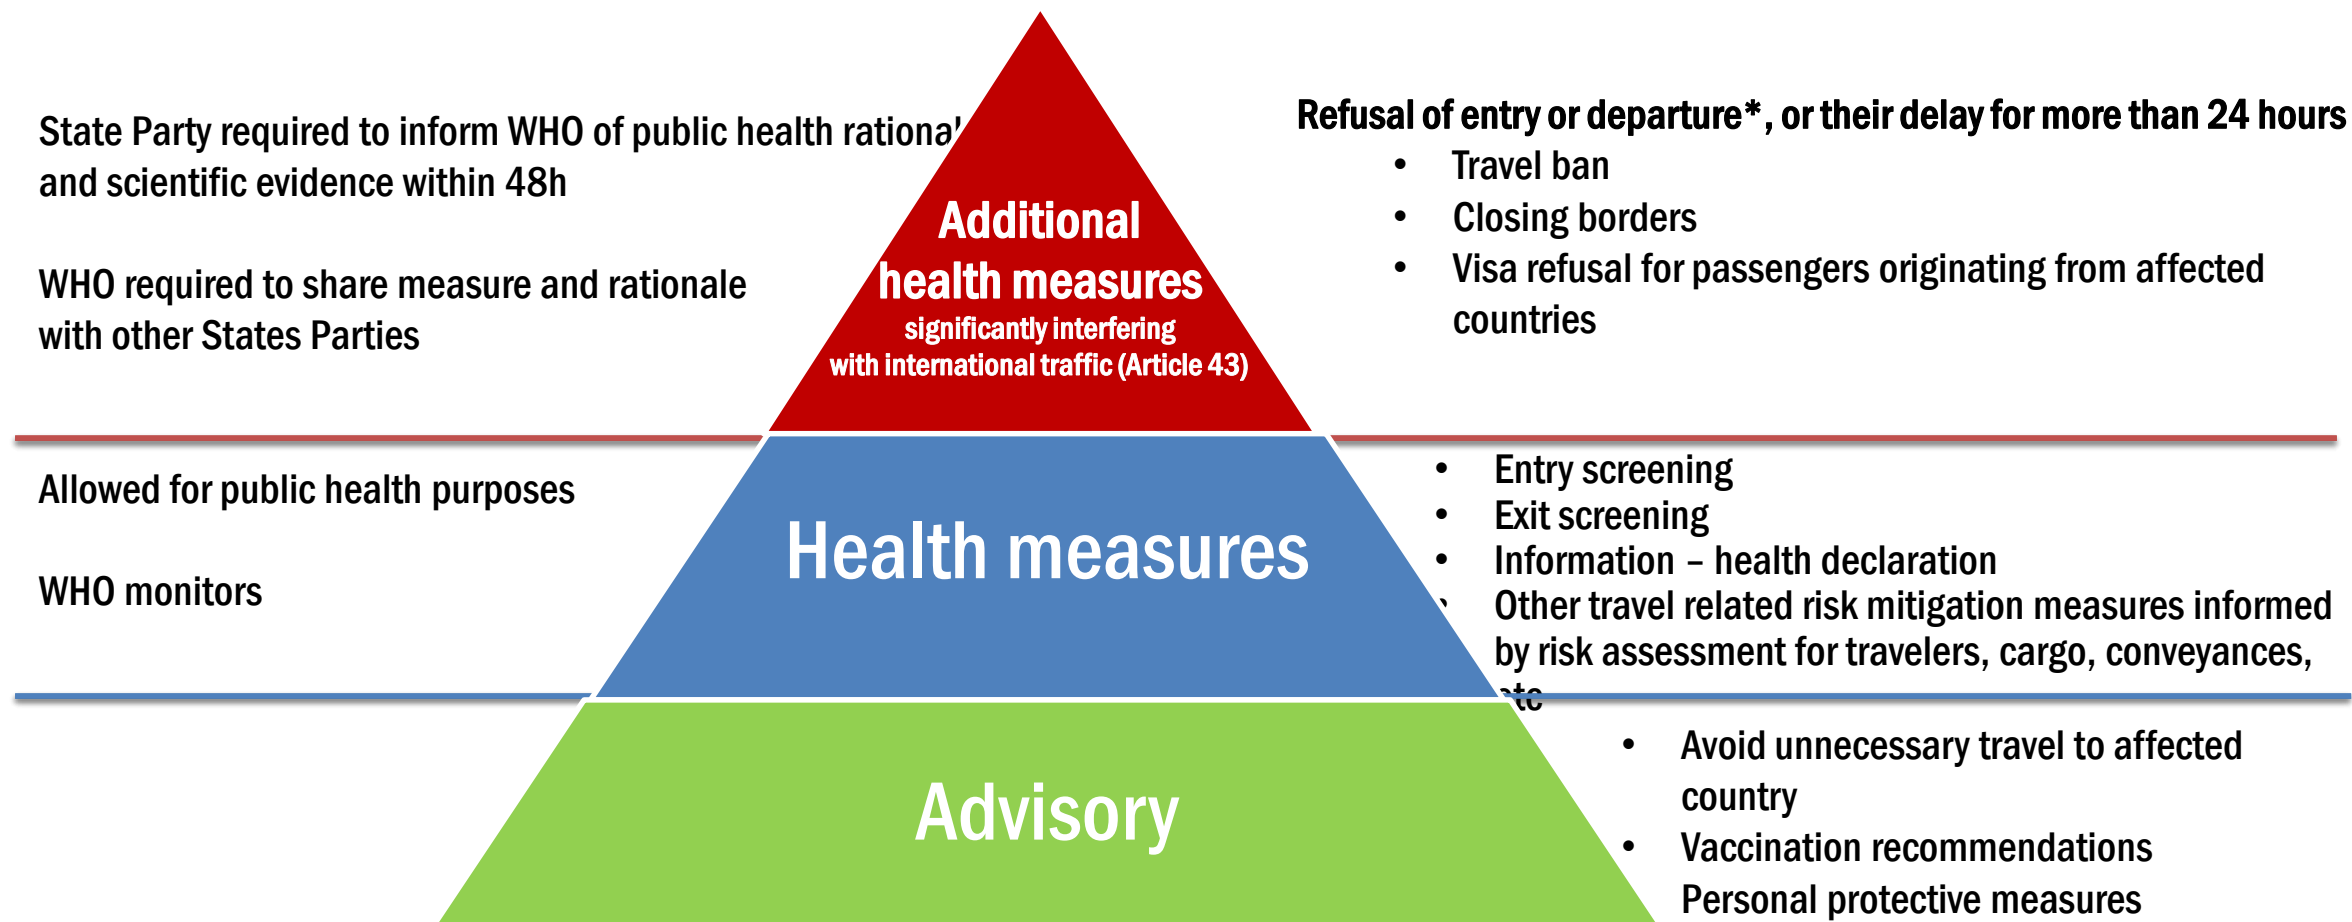 State Party required to inform WHO of public health rational
and scientific evidence within 48h
WHO required to share measure and rationale
with other States Parties
Additional
health measures
significantly interfering
with international traffic (Article 43)
Refusal of entry or departure*, or their delay for more than 24 hours
• Travel ban
• Closing borders
• Visa refusal for passengers originating from affected
countries
Allowed for public health purposes
WHO monitors
Health measures
• Entry screening
• Exit screening
• Information – health declaration
• Other travel related risk mitigation measures informed
by risk assessment for travelers, cargo, conveyances,
etc
Advisory
• Avoid unnecessary travel to affected
country
• Vaccination recommendations
Personal protective measures